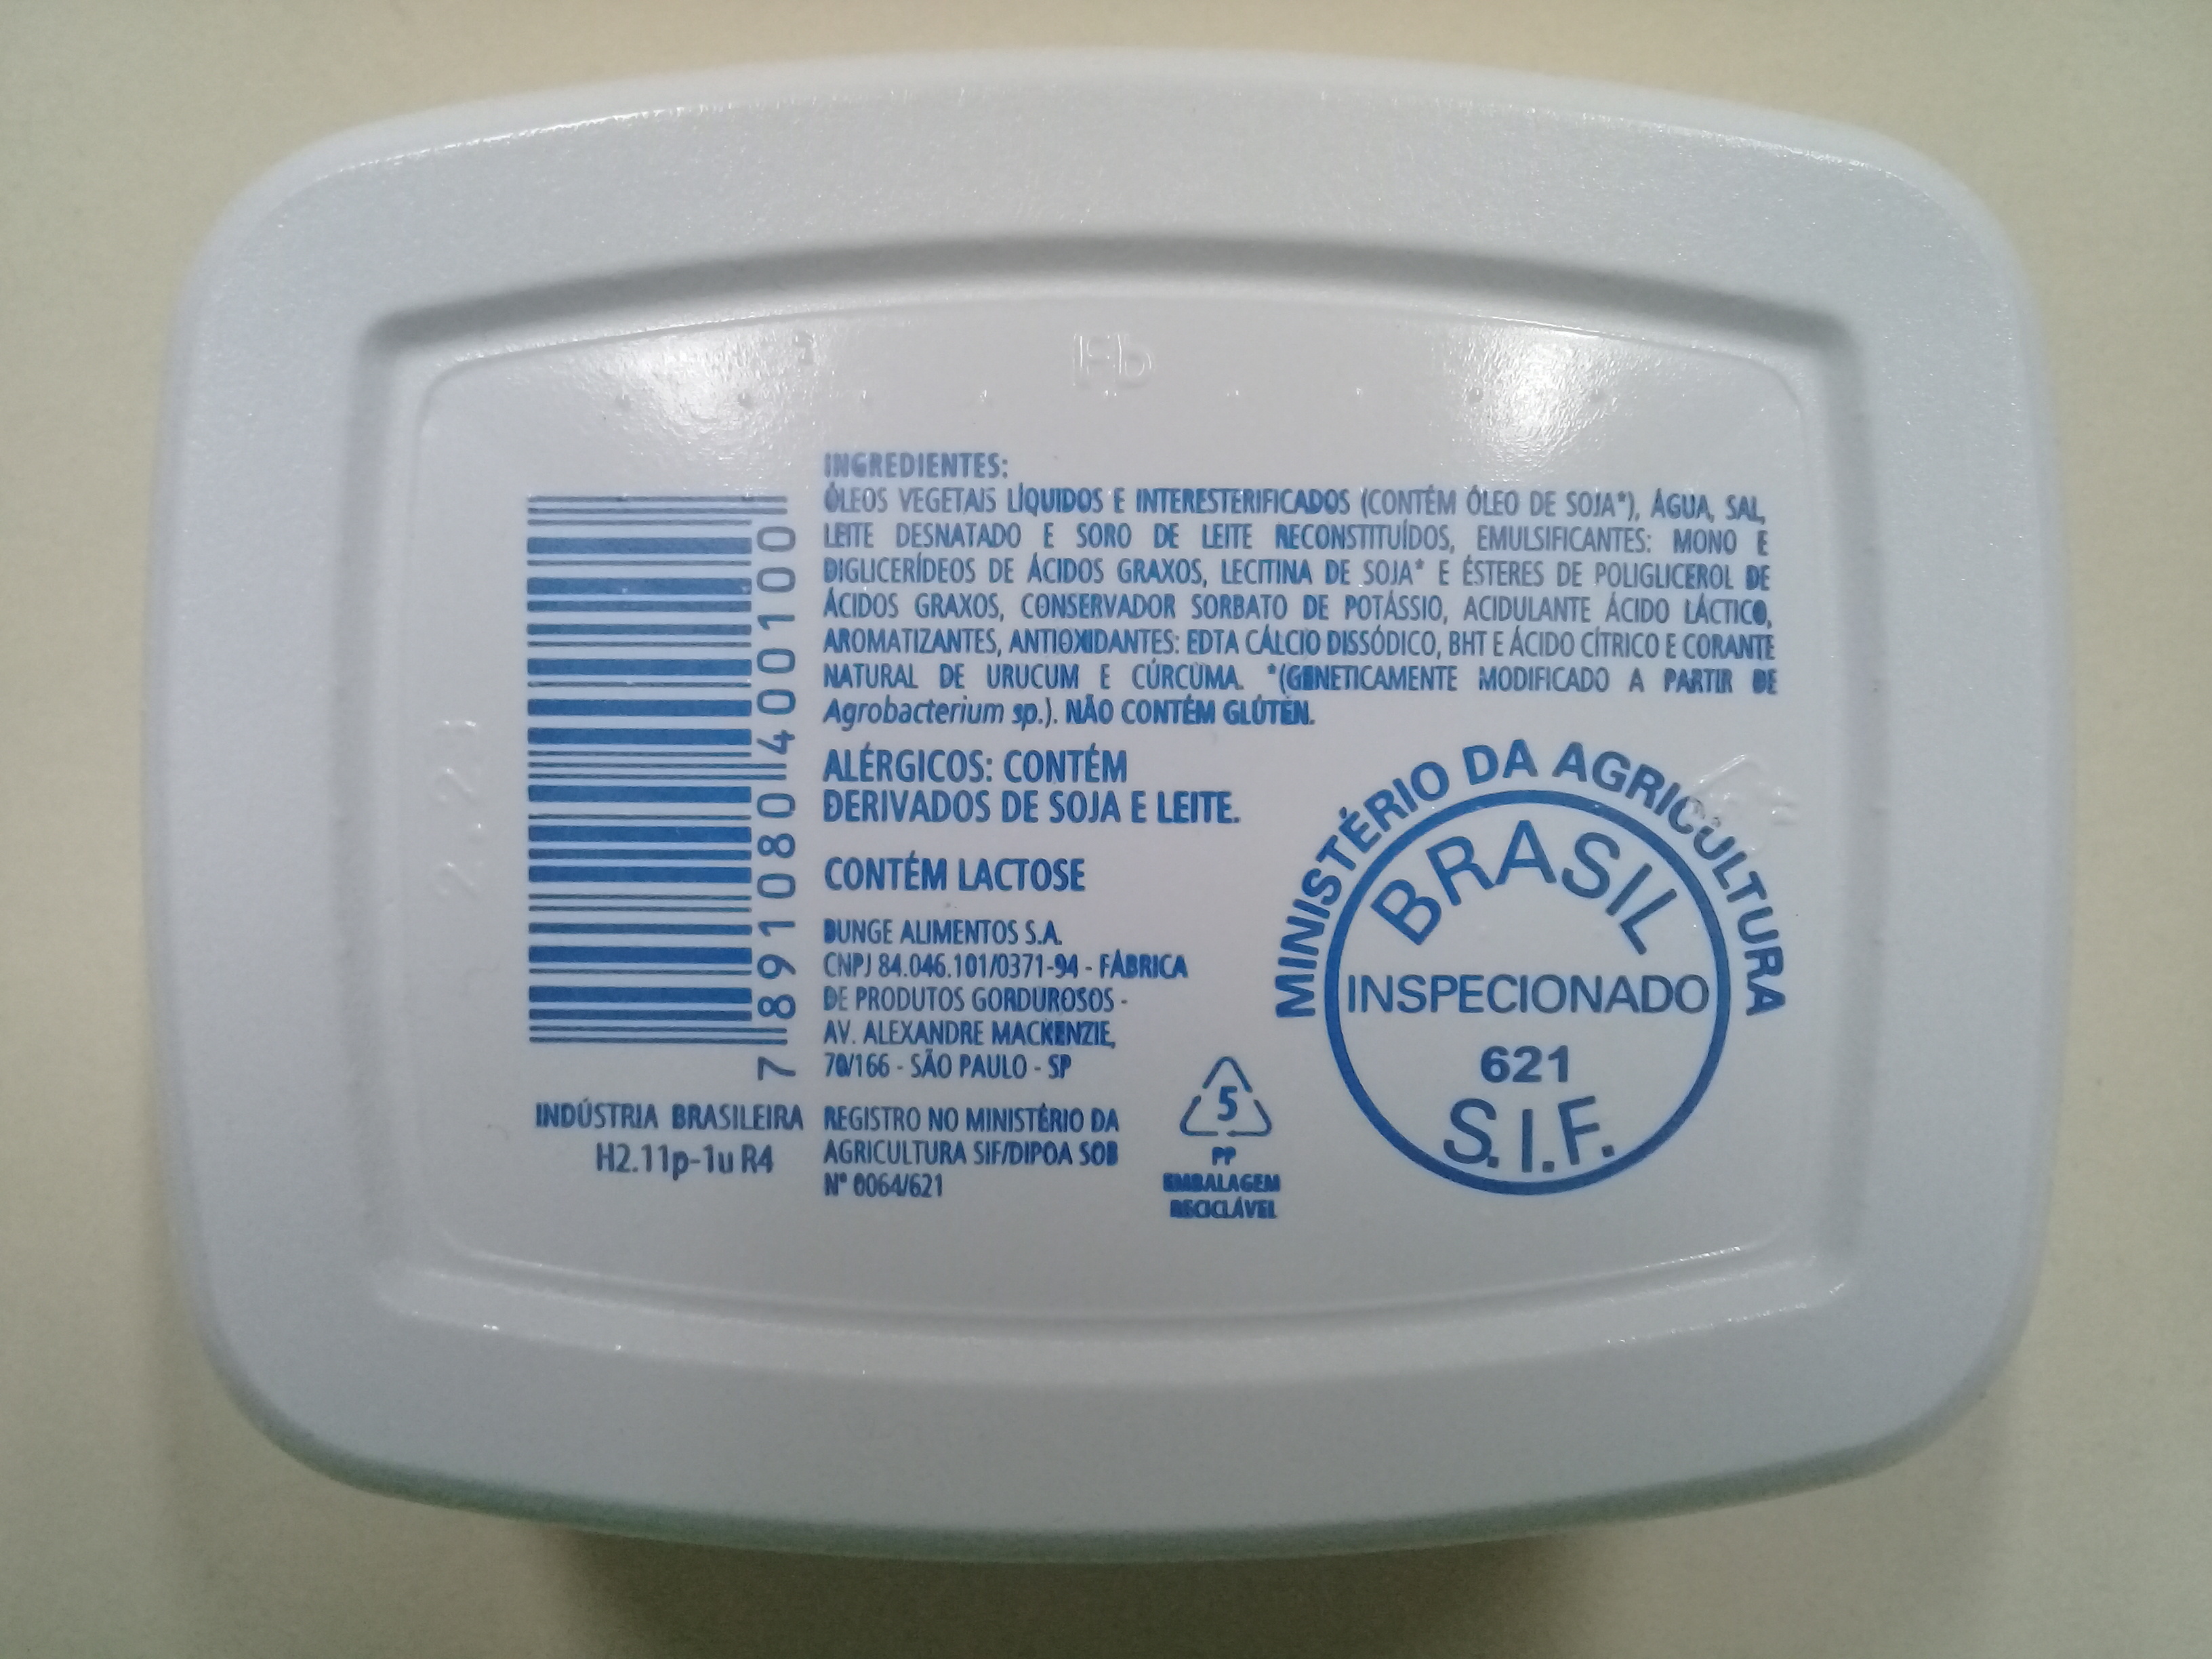 Fb
INGREDIENTES:
ÓLEOS VEGETAIS LÍQUIDOS E INTERESTERIFICADOS (CONTÉM ÓLEO DE SOJA*), ÁGUA, SAL,
LEITE DESNATADO E SORO DE LEITE RECONSTITUÍDOS, EMULSIFICANTES: MONO E
DIGLICERÍDEOS DE ÁCIDOS GRAXOS, LECITINA DE SOJA* E ÉSTERES DE POLIGLICEROL DE
ÁCIDOS GRAXOS, CONSERVADOR SORBATO DE POTÁSSIO, ACIDULANTE ÁCIDO LÁCTICO,
AROMATIZANTES, ANTIOXIDANTES: EDTA CÁLCIO DISSÓDICO, BHT E ÁCIDO CÍTRICO E CORANTE
NATURAL DE URUCUM E CÚRCUMA. *(GENETICAMENTE MODIFICADO A PARTIR DE
Agrobacterium sp.). NÃO CONTÉM GLÚTEN.
ALÉRGICOS: CONTÉM
DERIVADOS DE SOJA E LEITE.
CONTÉM LACTOSE
BUNGE ALIMENTOS S.A.
CNPJ 84.046.101/0371-94 - FÁBRICA
DE PRODUTOS GORDUROSOS -
AV. ALEXANDRE MACKENZIE,
70/166 - SÃO PAULO - SP
REGISTRO NO MINISTÉRIO DA
AGRICULTURA SIF/DIPOA SOB
Nº 0064/621
7 891080 400100
INDÚSTRIA BRASILEIRA
H2.11p-1u R4
5
PP
EMBALAGEM
RECICLÁVEL
MINISTÉRIO DA AGRICULTURA
BRASIL
INSPECIONADO
621
S.I.F.